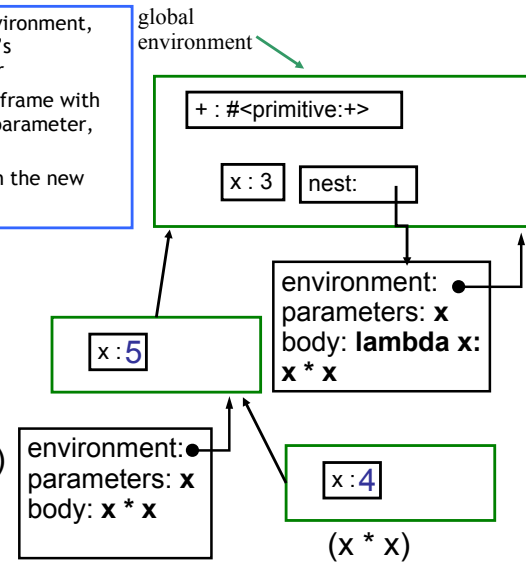 vironment,
's
r
frame with
parameter,
n the new
global
environment
+ : #<primitive:+>
x : 3
nest:
environment:
parameters: x
body: lambda x:
x * x
x : 5
)
environment:
parameters: x
body: x * x
x : 4
(x * x)